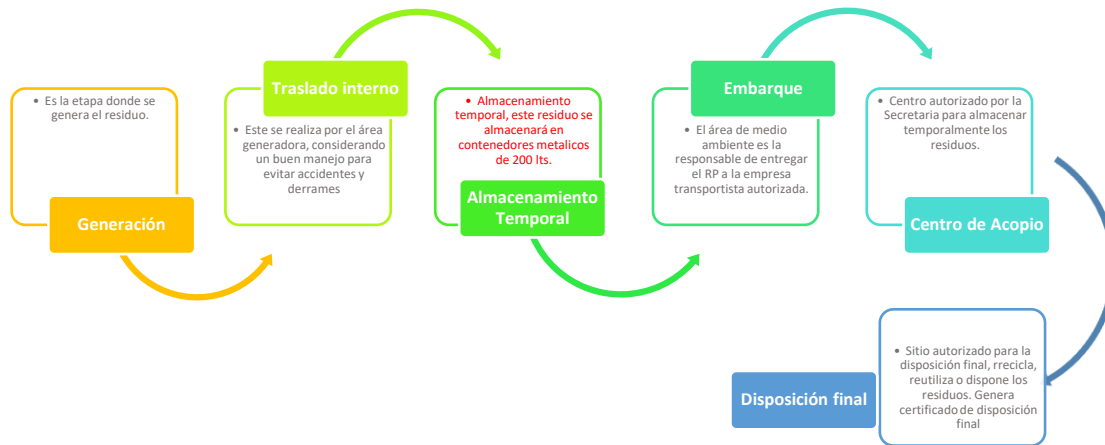 • Es la etapa donde se
genera el residuo.
Generación
Traslado interno
• Este se realiza por el área
generadora, considerando
un buen manejo para
evitar accidentes y
derrames
• Almacenamiento
temporal, este residuo se
almacenará en
contenedores metalicos
de 200 lts.
Almacenamiento
Temporal
Embarque
• El área de medio
ambiente es la
responsable de entregar
el RP a la empresa
transportista autorizada.
• Centro autorizado por la
Secretaria para almacenar
temporalmente los
residuos.
Centro de Acopio
Disposición final
• Sitio autorizado para la
disposición final, rrecicla,
reutiliza o dispone los
residuos. Genera
certificado de disposición
final